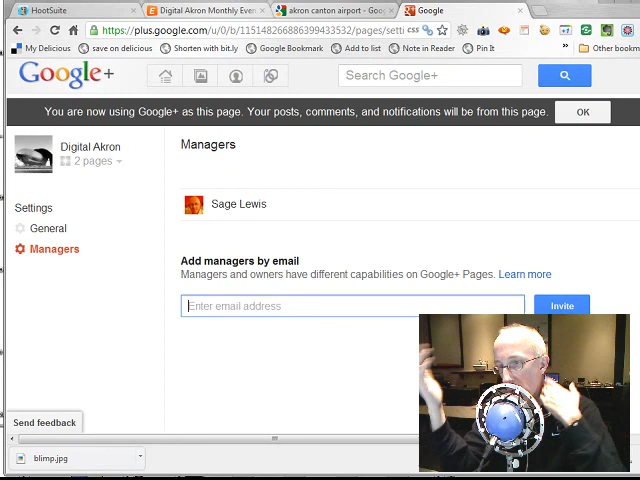 HootSuite
Digital Akron Monthly Even
akron canton airport - Goo
Google
https://plus.google.com/u/0/b/115148266886399433532/pages/setti
css
My Delicious
save on delicious
Shorten with bit.ly
Google Bookmark
Add to list
Note in Reader
Pin It
»
Other bookm
Google+
Search Google+
You are now using Google+ as this page. Your posts, comments, and notifications will be from this page.
OK
Digital Akron
2 pages
Managers
Settings
General
Managers
Sage Lewis
Add managers by email
Managers and owners have different capabilities on Google+ Pages. Learn more
Enter email address
Invite
Send feedback
blimp.jpg